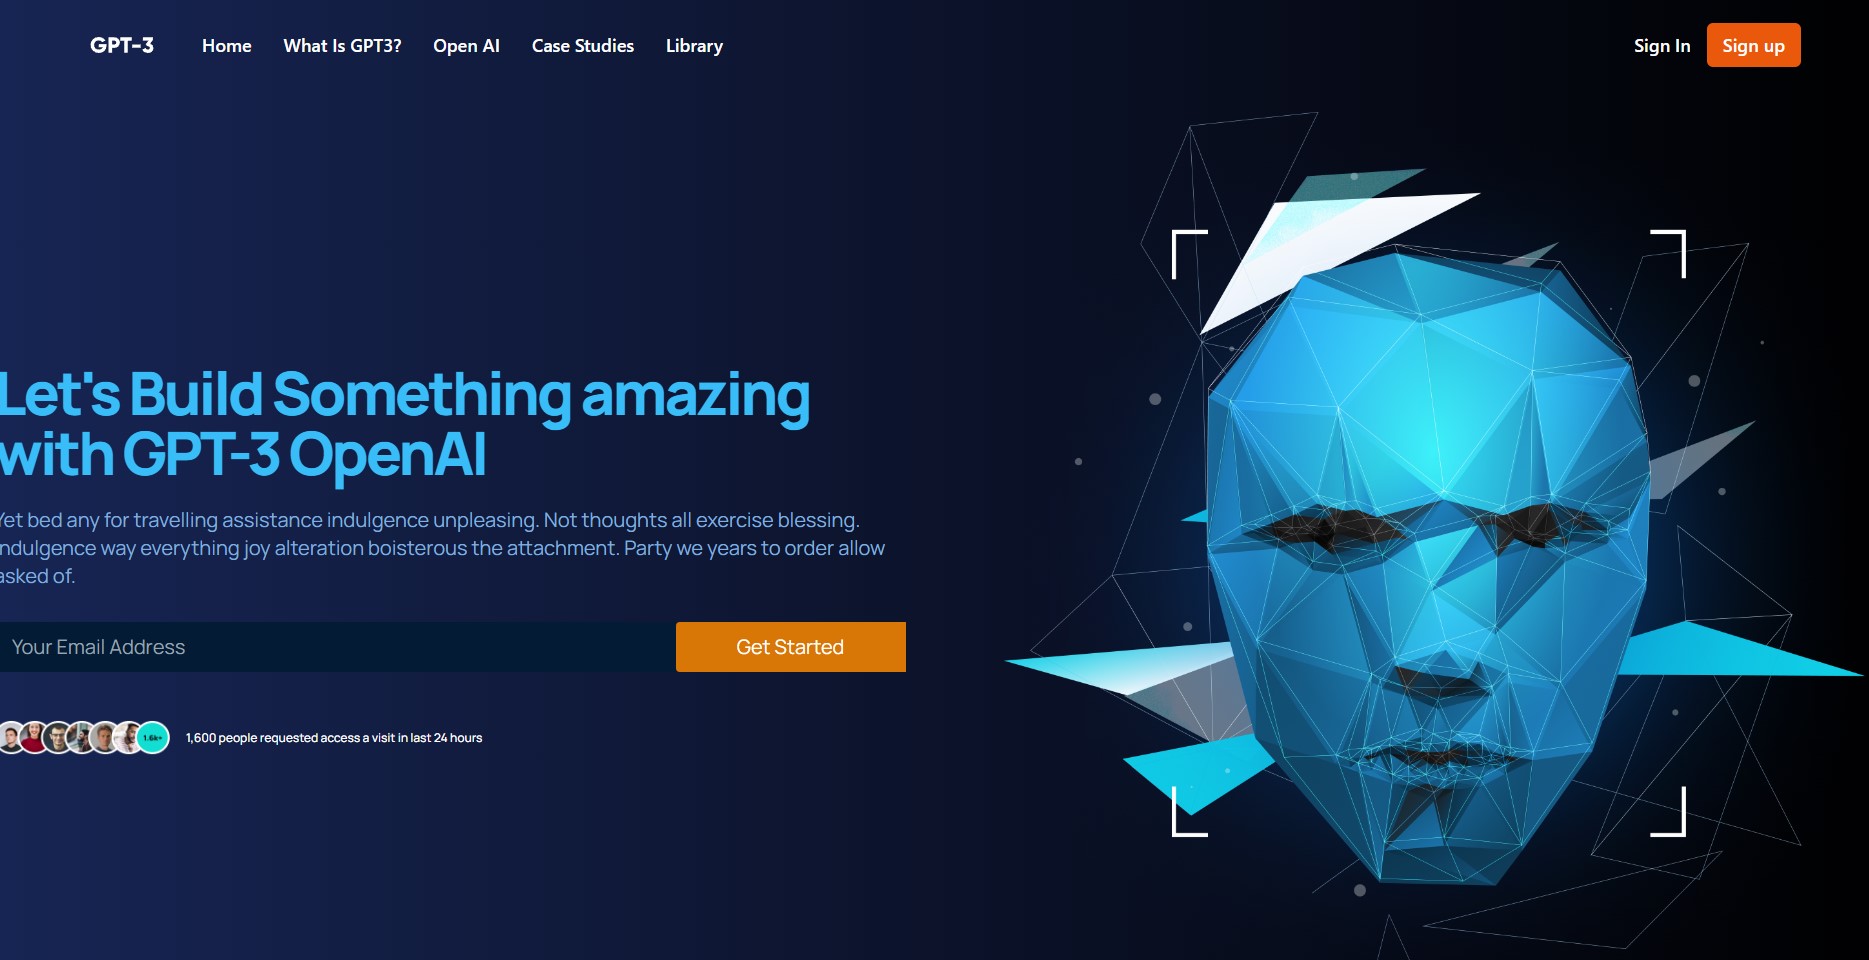 GPT-3 Home What Is GPT3? Open AI Case Studies Library Sign In Sign up
Let's Build Something amazing
with GPT-3 OpenAI
Yet bed any for travelling assistance indulgence unpleasing. Not thoughts all exercise blessing.
Indulgence way everything joy alteration boisterous the attachment. Party we years to order allow
asked of.
Your Email Address Get Started
1.6k+ 1,600 people requested access a visit in last 24 hours